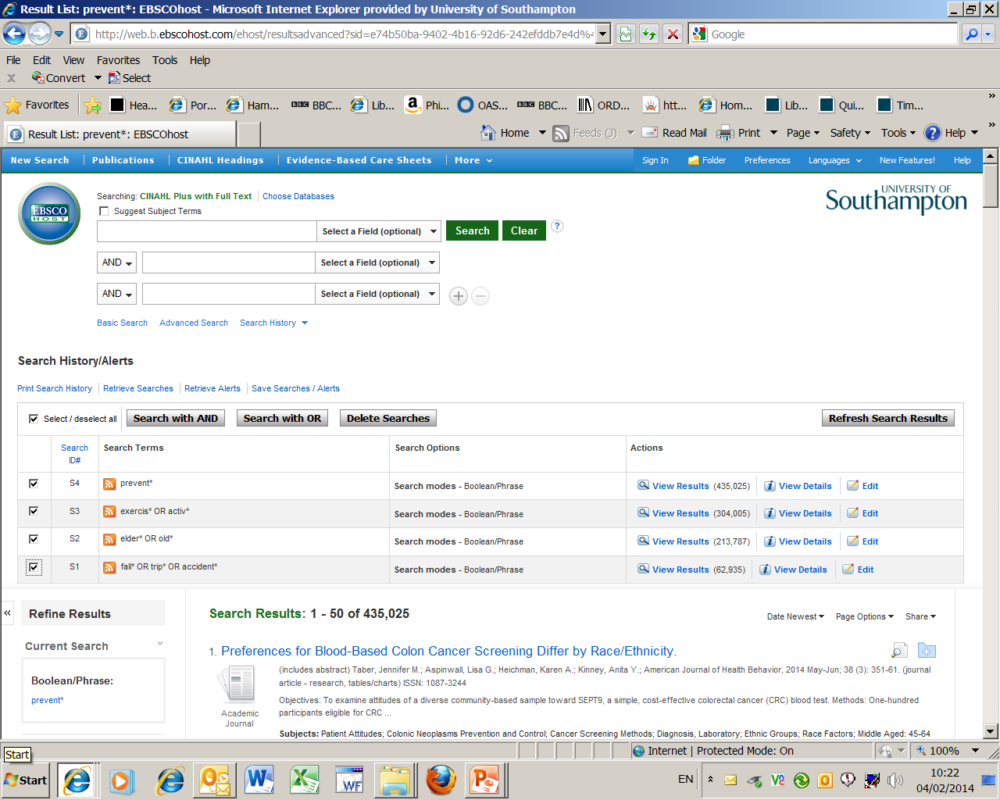 Result List: prevent*: EBSCOhost - Microsoft Internet Explorer provided by University of Southampton
http://web.b.ebscohost.com/ehost/resultsadvanced?sid=e74b50ba-9402-4b16-92d6-242efddb7e4d%4
Google
File Edit View Favorites Tools Help
x Convert Select
Favorites Hea... Por... Ham... BBC BBC... Lib... Phi... OAS... BBC BBC... ORD... htt... Hom... Lib... Qui... Tim... »
Result List: prevent*: EBSCOhost
Home Feeds (J) Read Mail Print Page Safety Tools Help »
New Search Publications CINAHL Headings Evidence-Based Care Sheets More Sign In Folder Preferences Languages New Features! Help
EBSCO HOST
Searching: CINAHL Plus with Full Text Choose Databases
UNIVERSITY OF
Southampton
Suggest Subject Terms
Select a Field (optional) Search Clear ?
AND Select a Field (optional)
AND Select a Field (optional)
Basic Search Advanced Search Search History
Search History/Alerts
Print Search History Retrieve Searches Retrieve Alerts Save Searches / Alerts
Select / deselect all Search with AND Search with OR Delete Searches Refresh Search Results
Search ID# Search Terms Search Options Actions
S4 prevent* Search modes - Boolean/Phrase View Results (435,025) View Details Edit
S3 exercis* OR activ* Search modes - Boolean/Phrase View Results (304,005) View Details Edit
S2 elder* OR old* Search modes - Boolean/Phrase View Results (213,787) View Details Edit
S1 fall* OR trip* OR accident* Search modes - Boolean/Phrase View Results (62,935) View Details Edit
«
Refine Results
Current Search
Boolean/Phrase:
prevent*
Search Results: 1 - 50 of 435,025
Date Newest Page Options Share
1. Preferences for Blood-Based Colon Cancer Screening Differ by Race/Ethnicity.
Academic
Journal
(includes abstract) Taber, Jennifer M.; Aspinwall, Lisa G.; Heichman, Karen A.; Kinney, Anita Y.; American Journal of Health Behavior, 2014 May-Jun; 38 (3): 351-61. (journal
article - research, tables/charts) ISSN: 1087-3244
Objectives: To examine attitudes of a diverse community-based sample toward SEPT9, a simple, cost-effective colorectal cancer (CRC) blood test. Methods: One-hundred
participants eligible for CRC ...
Subjects: Patient Attitudes; Colonic Neoplasms Prevention and Control; Cancer Screening Methods; Diagnosis, Laboratory; Ethnic Groups; Race Factors; Middle Aged: 45-64
Start
Internet | Protected Mode: On 100%
Start
WF
EN
10:22
04/02/2014